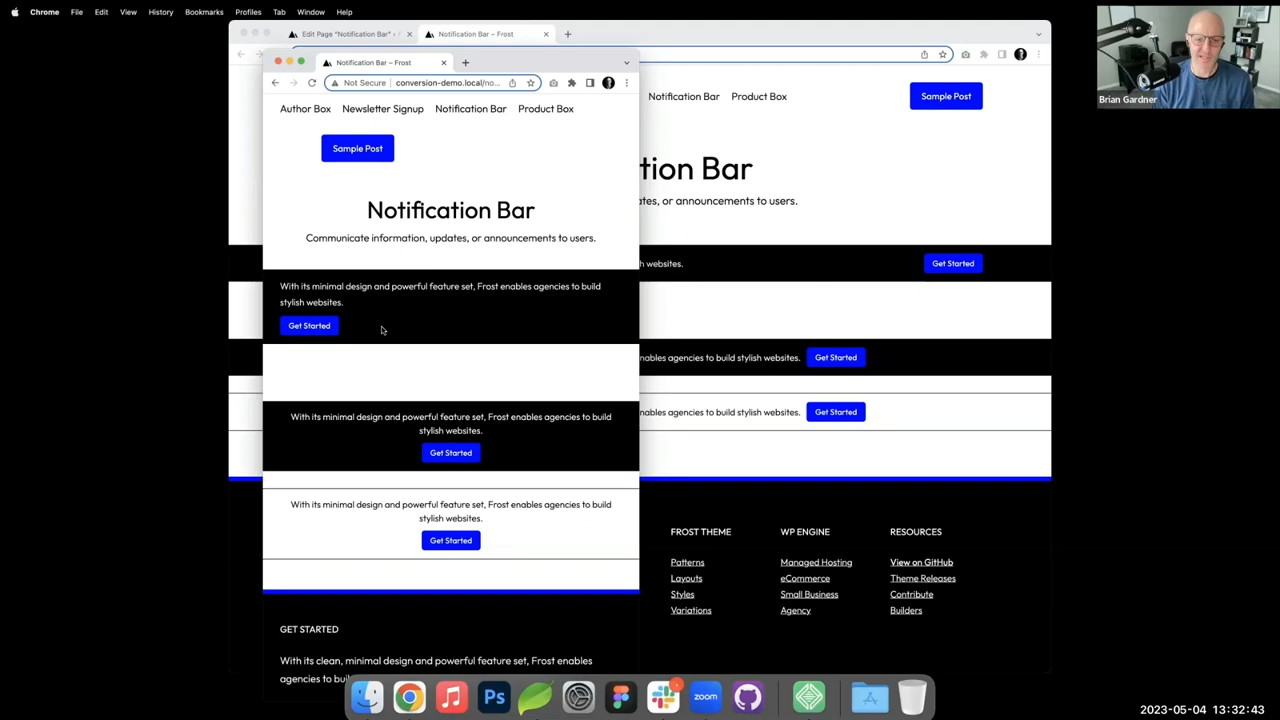 Chrome File Edit View History Bookmarks Profiles Tab Window Help
Edit Page "Notification Bar" ‹
Notification Bar – Frost
Notification Bar – Frost
Not Secure conversion-demo.local/no...
Author Box Newsletter Signup Notification Bar Product Box
Sample Post
Notification Bar
Communicate information, updates, or announcements to users.
With its minimal design and powerful feature set, Frost enables agencies to build
stylish websites.
Get Started
With its minimal design and powerful feature set, Frost enables agencies to build
stylish websites.
Get Started
With its minimal design and powerful feature set, Frost enables agencies to build
stylish websites.
Get Started
GET STARTED
With its clean, minimal design and powerful feature set, Frost enables
agencies to buil
Notification Bar Product Box
Sample Post
tion Bar
ates, or announcements to users.
sh websites.
Get Started
nables agencies to build stylish websites.
Get Started
nables agencies to build stylish websites.
Get Started
FROST THEME
Patterns
Layouts
Styles
Variations
WP ENGINE
Managed Hosting
eCommerce
Small Business
Agency
RESOURCES
View on GitHub
Theme Releases
Contribute
Builders
Brian Gardner
Ps
zoom
2023-05-04 13:32:43